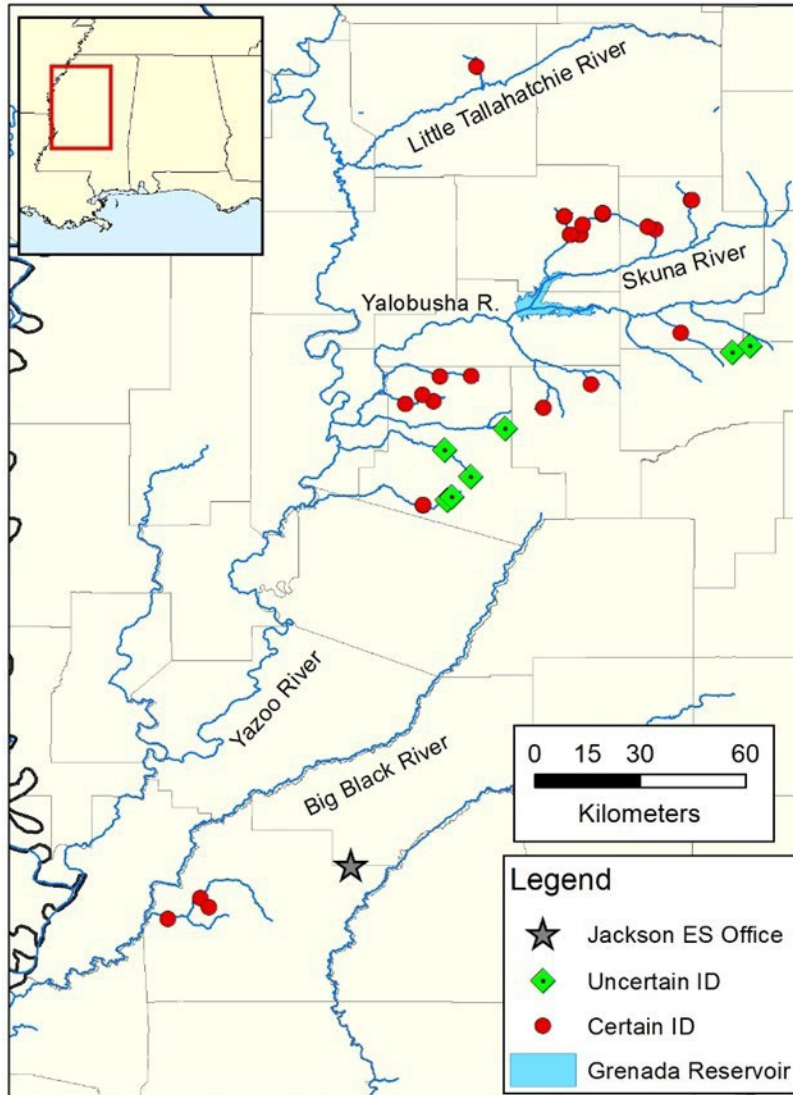 Little Tallahatchie River
Skuna River
Yalobusha R.
Yazoo River
Big Black River
0 15 30 60
Kilometers
Legend
Jackson ES Office
Uncertain ID
Certain ID
Grenada Reservoir